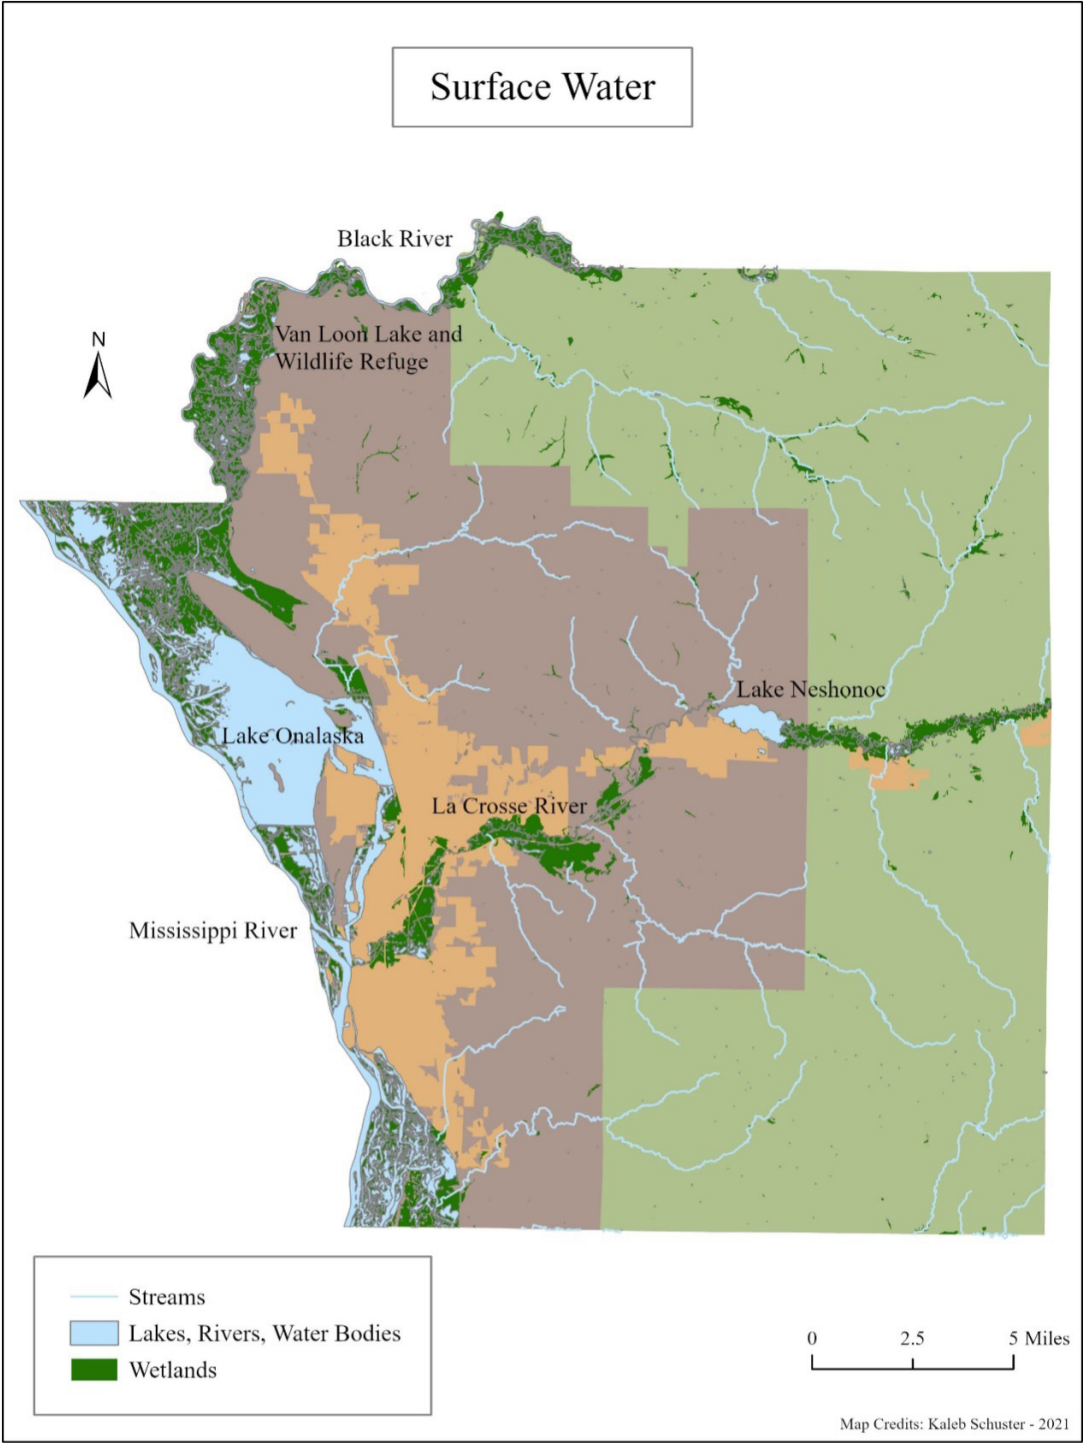 Surface Water
Black River
N
Van Loon Lake and
Wildlife Refuge
Lake Neshonoc
Lake Onalaska
La Crosse River
Mississippi River
Streams
Lakes, Rivers, Water Bodies
Wetlands
0 2.5 5 Miles
Map Credits: Kaleb Schuster - 2021